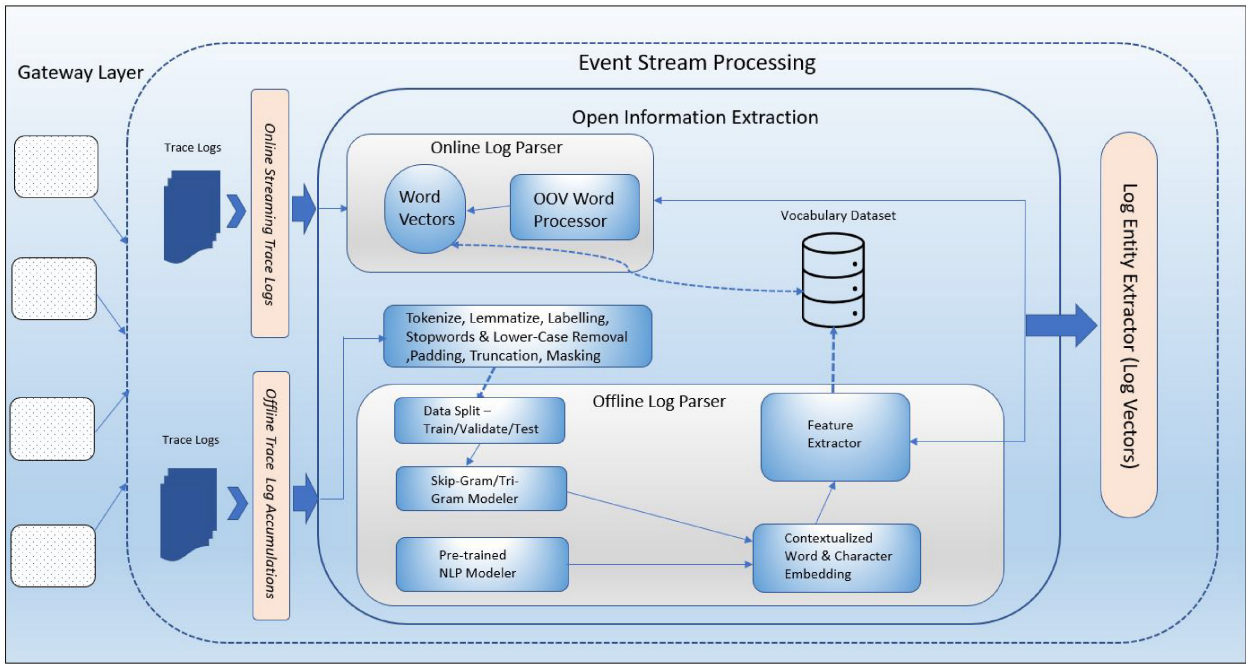 Event Stream Processing
Gateway Layer
Open Information Extraction
Trace Logs
Online Streaming Trace Logs
Online Log Parser
Word
Vectors
OOV Word
Processor
Vocabulary Dataset
Log Entity Extractor (Log Vectors)
Tokenize, Lemmatize, Labelling,
Stopwords & Lower-Case Removal
,Padding, Truncation, Masking
Trace Logs
Offline Trace Log Accumulations
Offline Log Parser
Data Split –
Train/Validate/Test
Feature
Extractor
Skip-Gram/Tri-
Gram Modeler
Pre-trained
NLP Modeler
Contextualized
Word & Character
Embedding